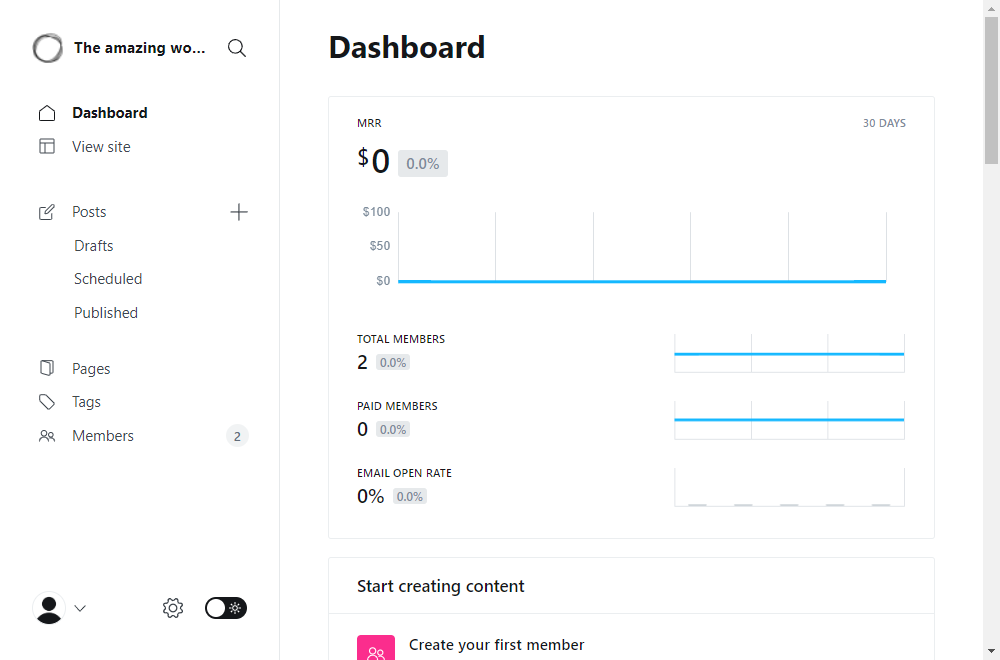 The amazing wo...
Dashboard
View site
Posts
Drafts
Scheduled
Published
Pages
Tags
Members
2
Dashboard
MRR
30 DAYS
$0 0.0%
$100
$50
$0
TOTAL MEMBERS
2 0.0%
PAID MEMBERS
0 0.0%
EMAIL OPEN RATE
0% 0.0%
Start creating content
Create your first member